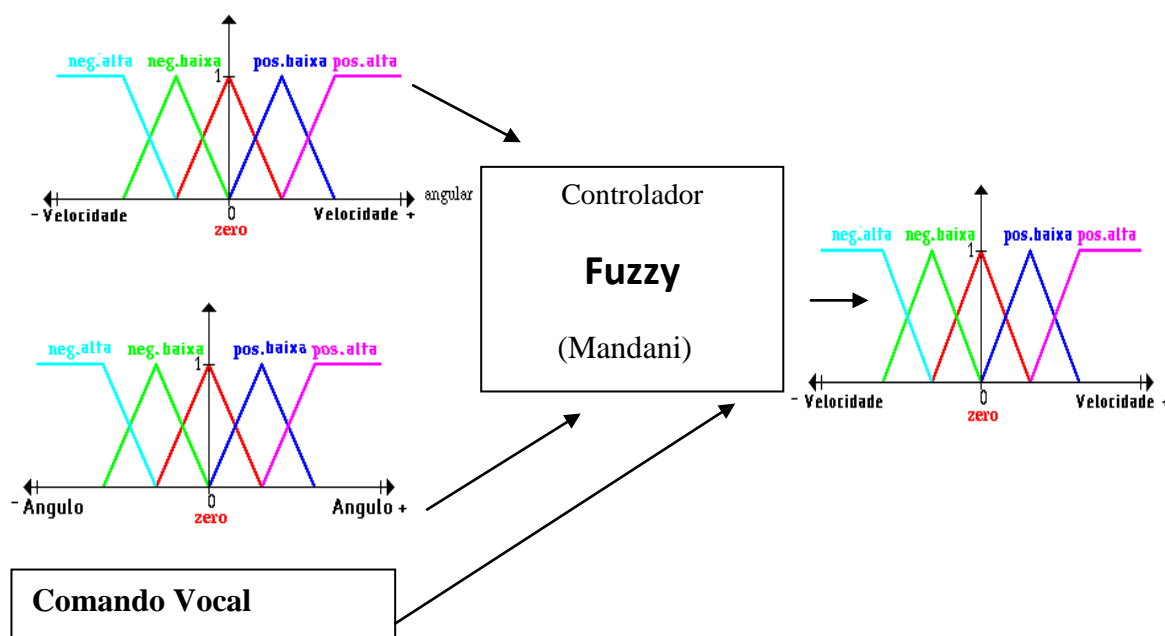 neg.alta neg.baixa pos.baixa pos.alta
1
- Velocidade 0 Velocidade + angular
zero
Controlador
Fuzzy
(Mandani)
neg.alta neg.baixa pos.baixa pos.alta
1
- Velocidade 0 Velocidade +
zero
neg.alta neg.baixa pos.baixa pos.alta
1
- Angulo 0 Angulo +
zero
Comando Vocal